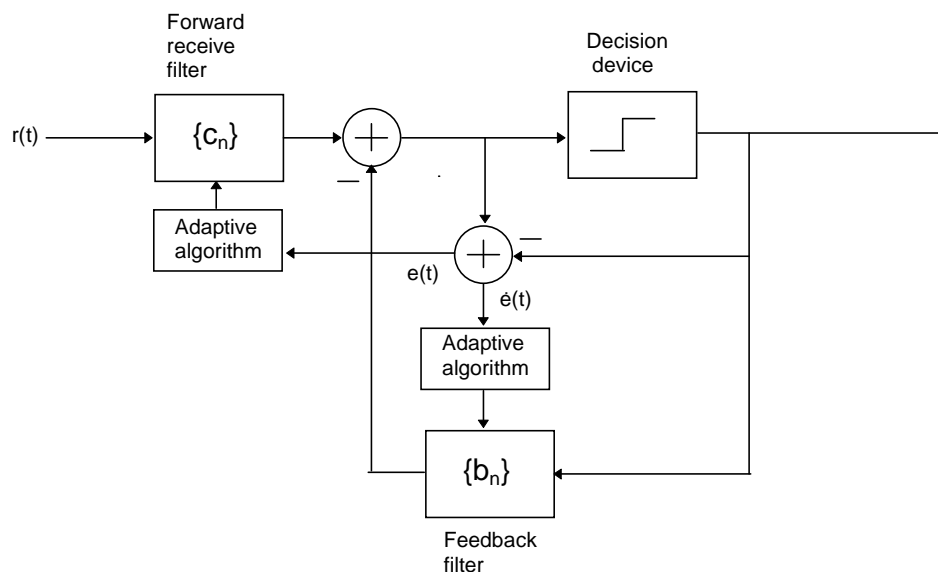 Forward
receive
filter
Decision
device
r(t)
{cₙ}
Adaptive
algorithm
e(t)
ė(t)
Adaptive
algorithm
{bₙ}
Feedback
filter